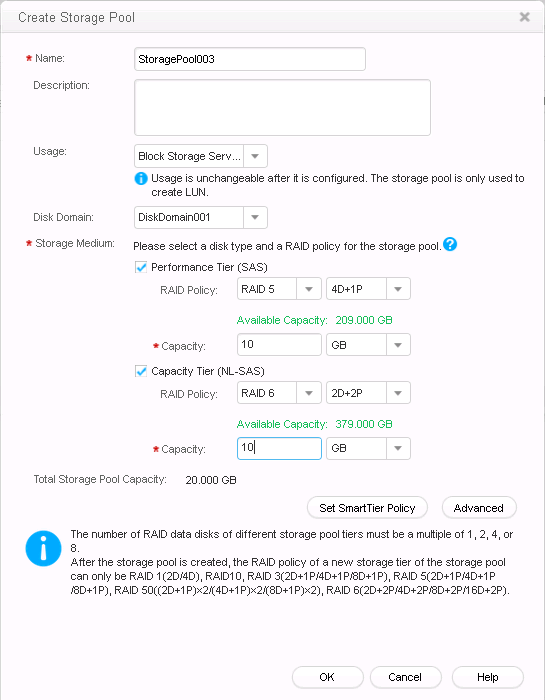 Create Storage Pool
* Name: StoragePool003
Description:
Usage: Block Storage Serv...
Usage is unchangeable after it is configured. The storage pool is only used to
create LUN.
Disk Domain: DiskDomain001
* Storage Medium: Please select a disk type and a RAID policy for the storage pool.
Performance Tier (SAS)
RAID Policy: RAID 5 4D+1P
Available Capacity: 209.000 GB
* Capacity: 10 GB
Capacity Tier (NL-SAS)
RAID Policy: RAID 6 2D+2P
Available Capacity: 379.000 GB
* Capacity: 10 GB
Total Storage Pool Capacity: 20.000 GB
Set SmartTier Policy Advanced
The number of RAID data disks of different storage pool tiers must be a multiple of 1, 2, 4, or
8.
After the storage pool is created, the RAID policy of a new storage tier of the storage pool
can only be RAID 1(2D/4D), RAID10, RAID 3(2D+1P/4D+1P/8D+1P), RAID 5(2D+1P/4D+1P
/8D+1P), RAID 50((2D+1P)×2/(4D+1P)×2/(8D+1P)×2), RAID 6(2D+2P/4D+2P/8D+2P/16D+2P).
OK Cancel Help